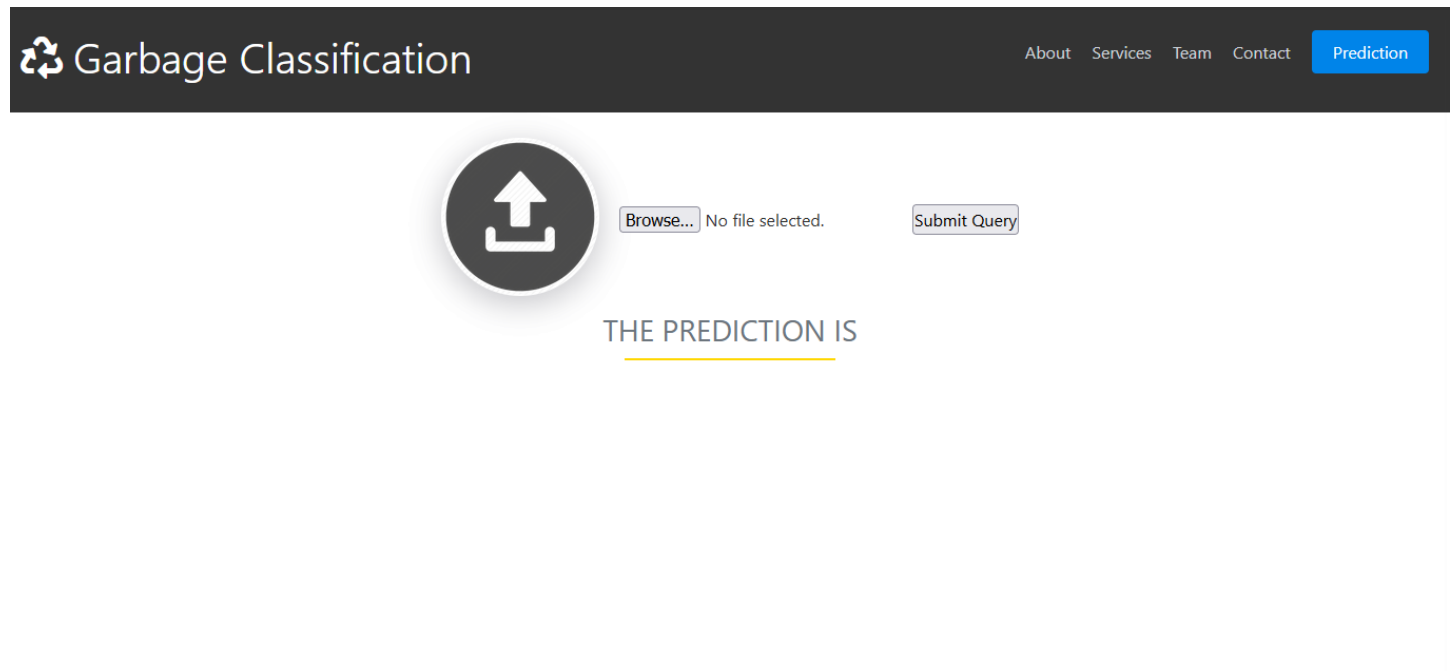 Garbage Classification
About Services Team Contact Prediction
Browse... No file selected. Submit Query
THE PREDICTION IS